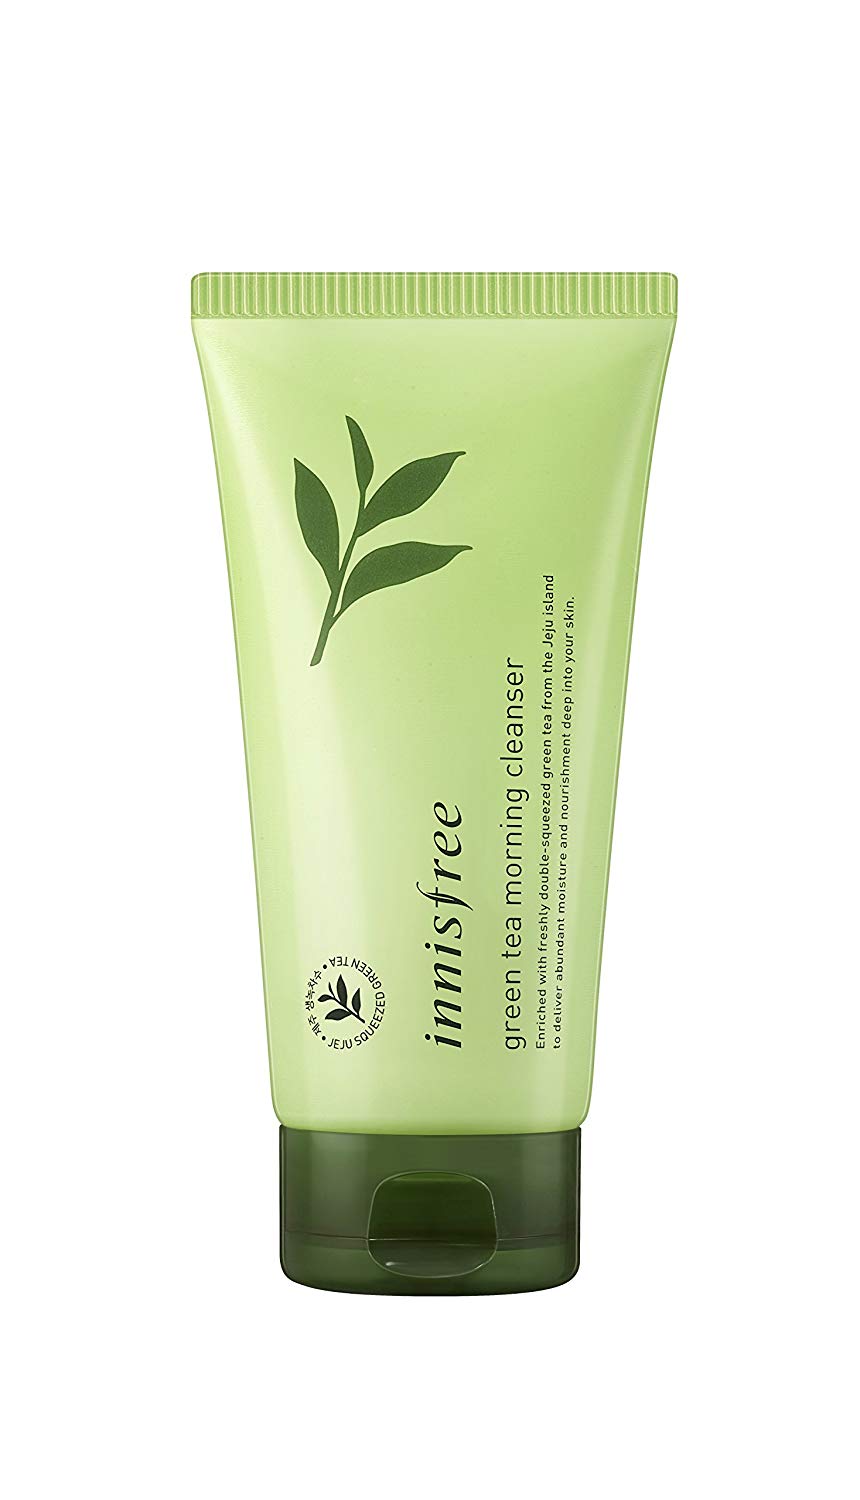 innisfree
green tea morning cleanser
Enriched with freshly double-squeezed green tea from the Jeju island
to deliver abundant moisture and nourishment deep into your skin.
JEJU SQUEEZED GREEN TEA •